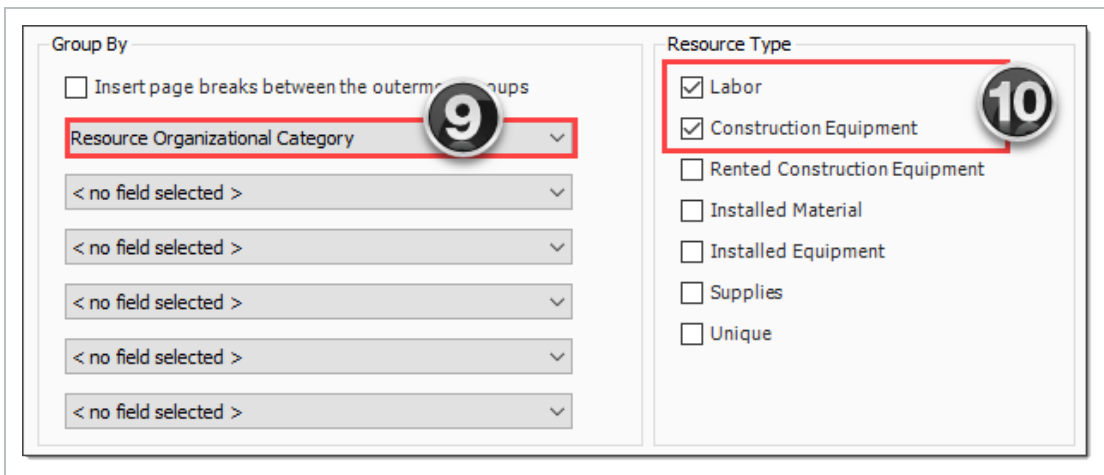 Group By
Insert page breaks between the outermost groups
9
Resource Organizational Category
< no field selected >
< no field selected >
< no field selected >
< no field selected >
< no field selected >
Resource Type
Labor
10
Construction Equipment
Rented Construction Equipment
Installed Material
Installed Equipment
Supplies
Unique